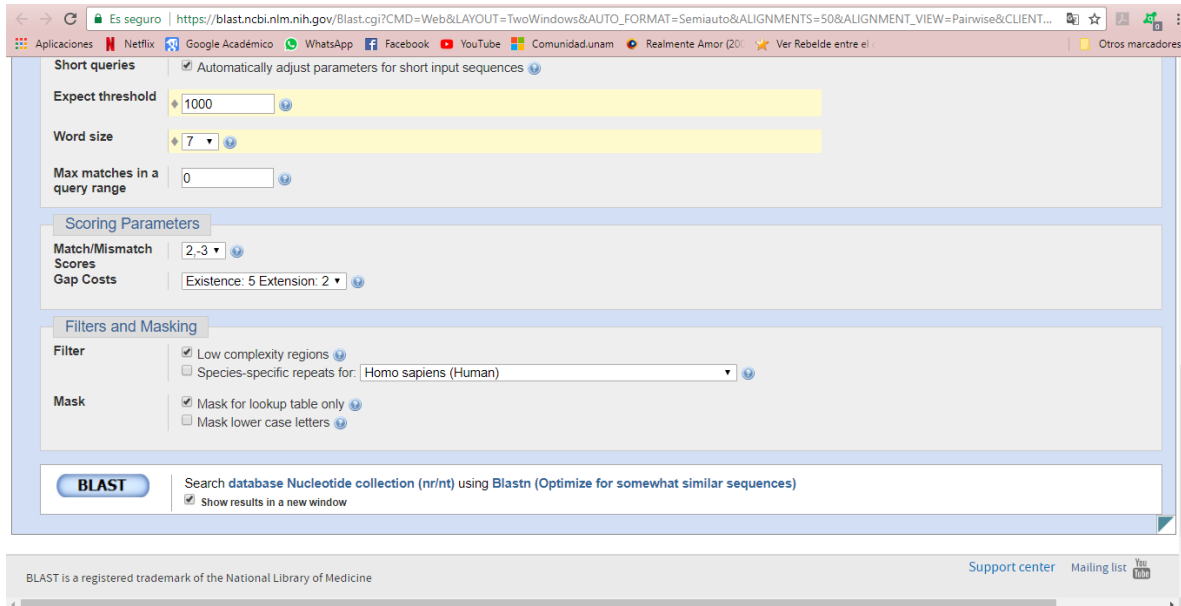 Es seguro | https://blast.ncbi.nlm.nih.gov/Blast.cgi?CMD=Web&LAYOUT=TwoWindows&AUTO_FORMAT=Semiauto&ALIGNMENTS=50&ALIGNMENT_VIEW=Pairwise&CLIENT...
Aplicaciones Netflix Google Académico WhatsApp Facebook YouTube Comunidad.unam Realmente Amor (200 Ver Rebelde entre el Otros marcadores
Short queries Automatically adjust parameters for short input sequences
Expect threshold 1000
Word size 7
Max matches in a
query range 0
Scoring Parameters
Match/Mismatch
Scores 2,-3
Gap Costs Existence: 5 Extension: 2
Filters and Masking
Filter Low complexity regions
Species-specific repeats for: Homo sapiens (Human)
Mask Mask for lookup table only
Mask lower case letters
BLAST Search database Nucleotide collection (nr/nt) using Blastn (Optimize for somewhat similar sequences)
Show results in a new window
BLAST is a registered trademark of the National Library of Medicine
Support center Mailing list You Tube